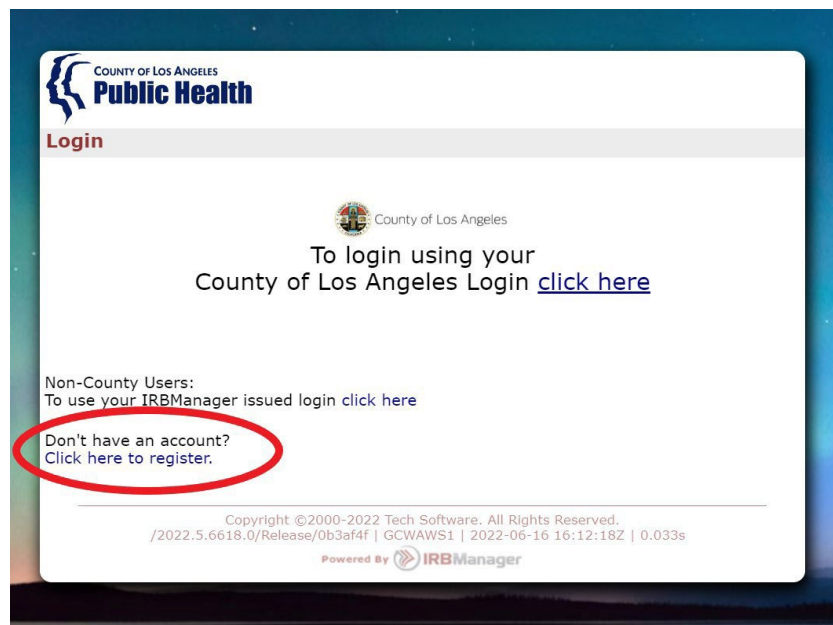 County of Los Angeles
Public Health
Login
County of Los Angeles
To login using your
County of Los Angeles Login click here
Non-County Users:
To use your IRBManager issued login click here
Don't have an account?
Click here to register.
Copyright ©2000-2022 Tech Software. All Rights Reserved.
/2022.5.6618.0/Release/0b3af4f | GCWAWS1 | 2022-06-16 16:12:18Z | 0.033s
Powered By IRBManager